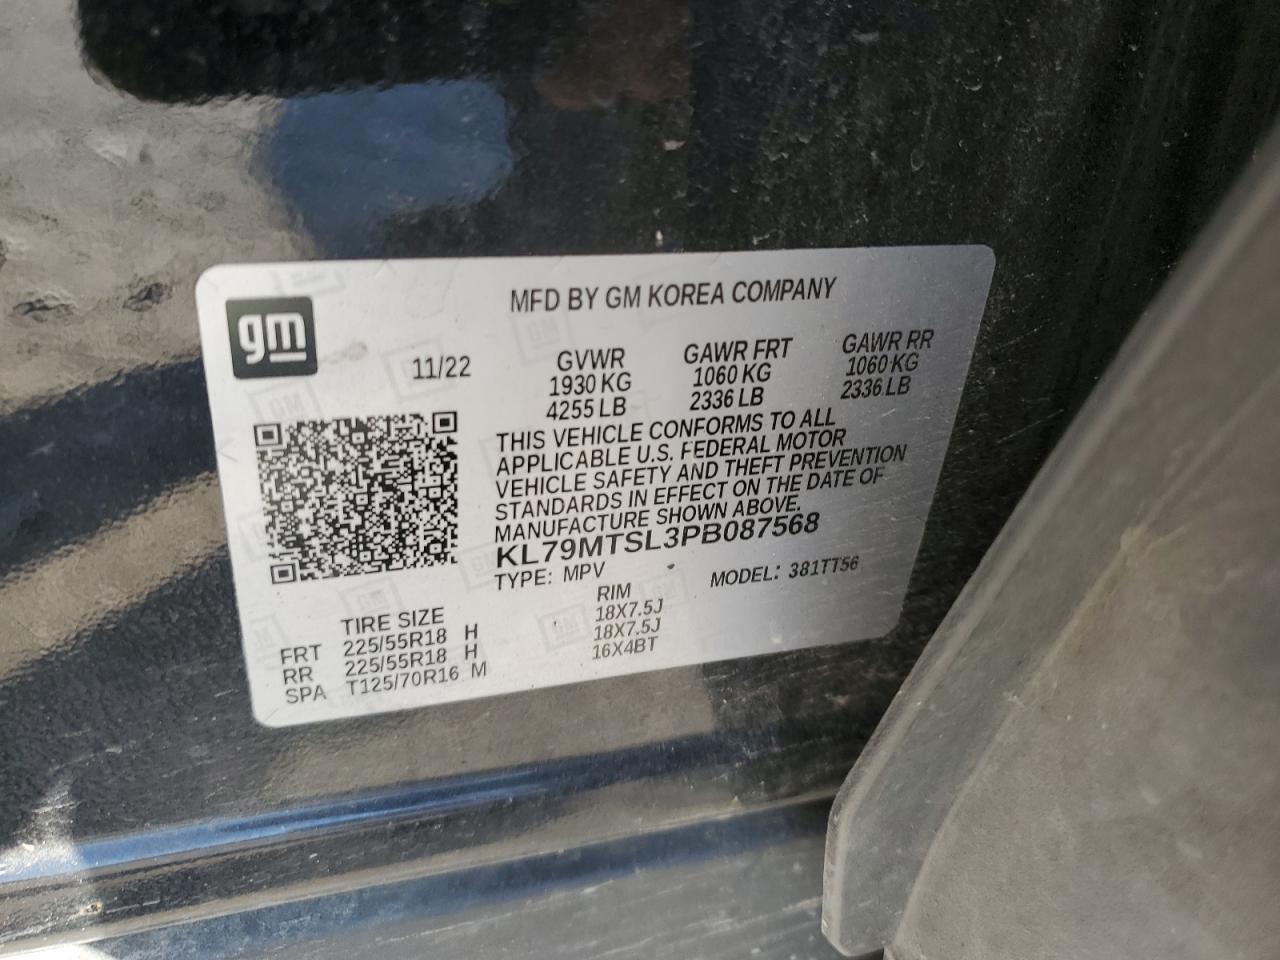 MFD BY GM KOREA COMPANY
gm
11/22
GVWR GAWR FRT GAWR RR
1930 KG 1060 KG 1060 KG
4255 LB 2336 LB 2336 LB
THIS VEHICLE CONFORMS TO ALL
APPLICABLE U.S. FEDERAL MOTOR
VEHICLE SAFETY AND THEFT PREVENTION
STANDARDS IN EFFECT ON THE DATE OF
MANUFACTURE SHOWN ABOVE.
KL79MTSL3PB087568
TYPE: MPV MODEL: 381TT56
TIRE SIZE RIM
FRT 225/55R18 H 18X7.5J
RR 225/55R18 H 18X7.5J
SPA T125/70R16 M 16X4BT